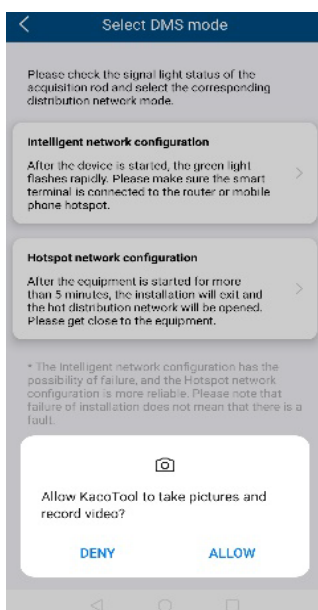 Select DMS mode
Please check the signal light status of the
acquisition rod and select the corresponding
distribution network mode.
Intelligent network configuration
After the device is started, the green light
flashes rapidly. Please make sure the smart
terminal is connected to the router or mobile
phone hotspot.
Hotspot network configuration
After the equipment is started for more
than 5 minutes, the installation will exit and
the hot distribution network will be opened.
Please get close to the equipment.
* The Intelligent network configuration has the
possibility of failure, and the Hotspot network
configuration is more reliable. Please note that
failure of installation does not mean that there is a
fault.
Allow KacoTool to take pictures and
record video?
DENY ALLOW